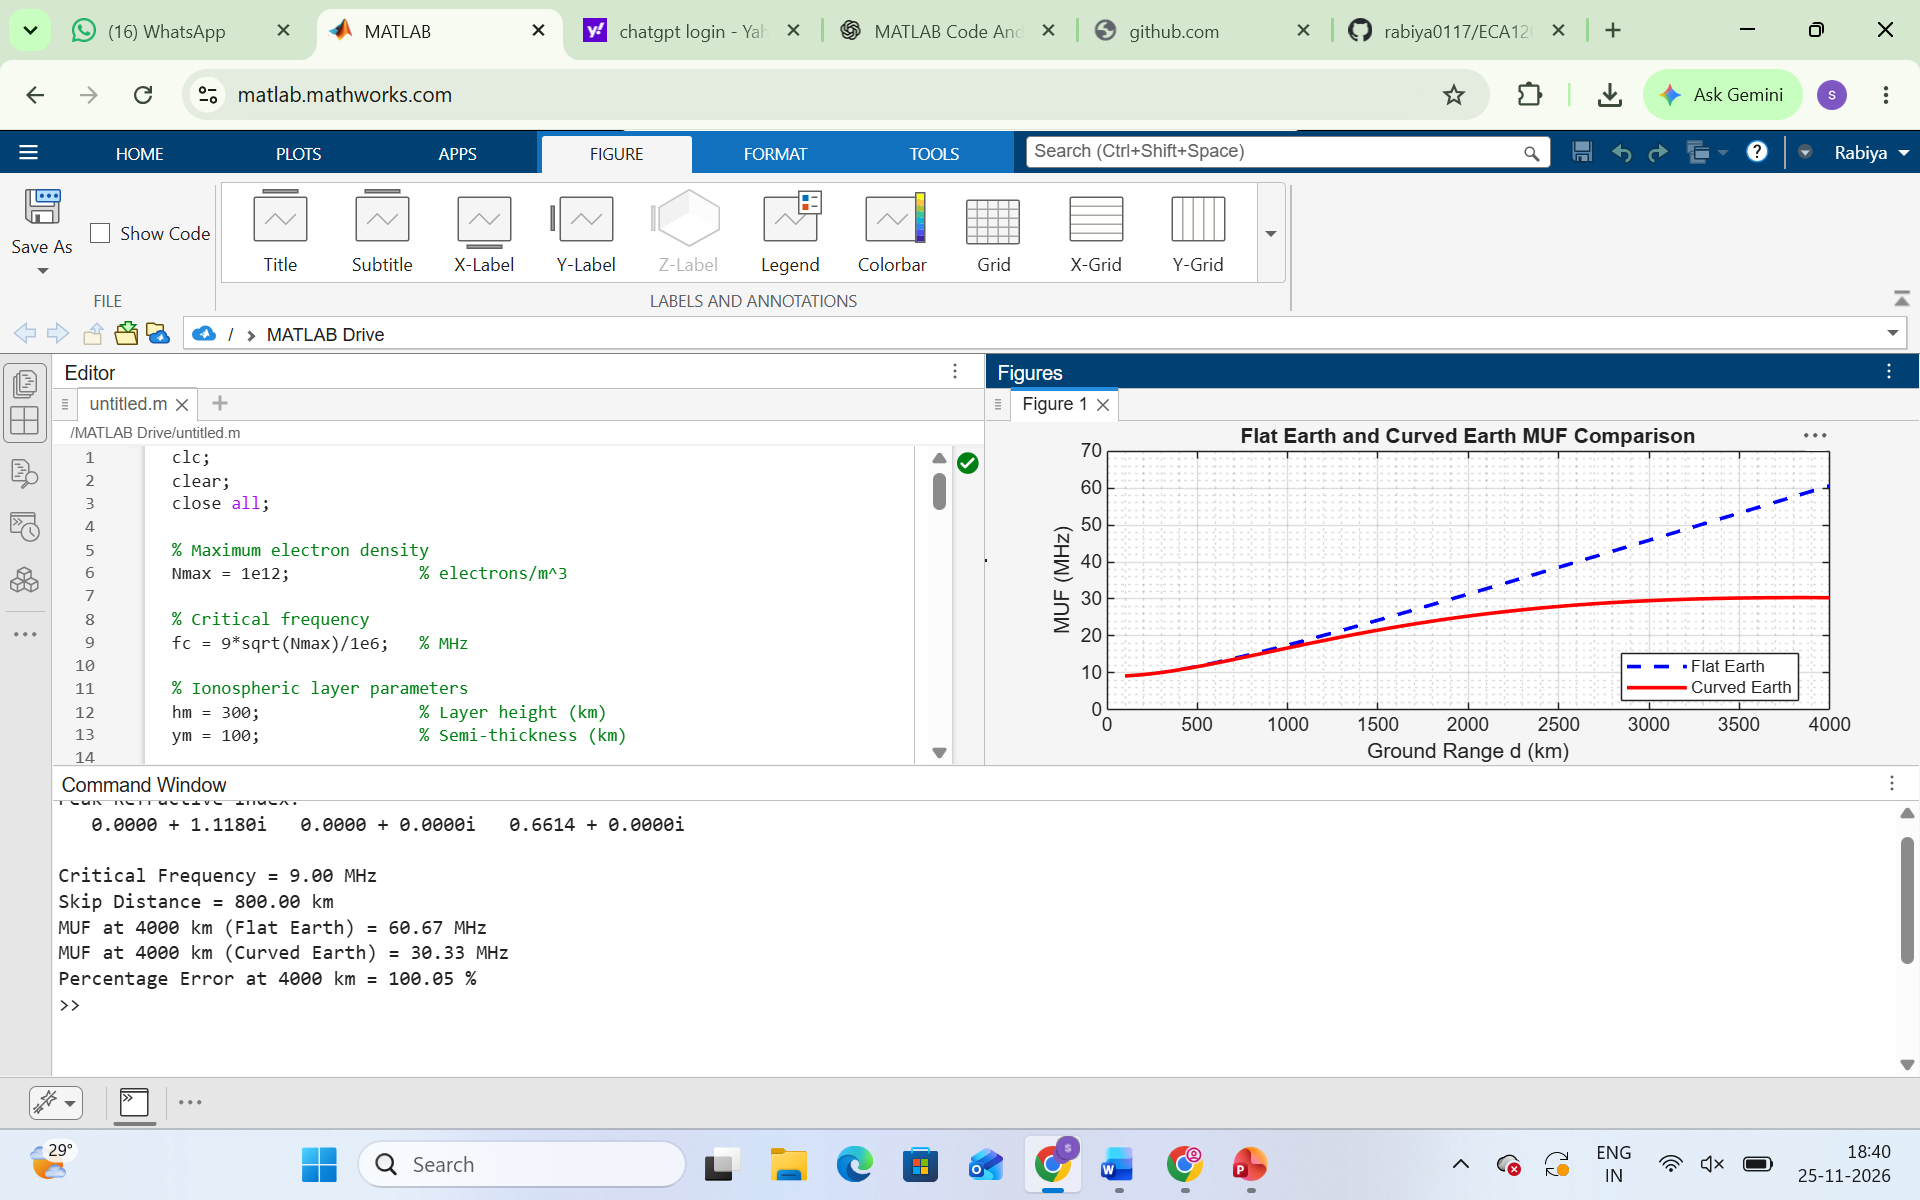 (16) WhatsApp
MATLAB
chatgpt login - Yah
MATLAB Code And
github.com
rabiya0117/ECA12
matlab.mathworks.com
Ask Gemini
s
HOME
PLOTS
APPS
FIGURE
FORMAT
TOOLS
Search (Ctrl+Shift+Space)
Rabiya
Save As
Show Code
FILE
Title
Subtitle
X-Label
Y-Label
Z-Label
Legend
Colorbar
Grid
X-Grid
Y-Grid
LABELS AND ANNOTATIONS
/ > MATLAB Drive
Editor
untitled.m
/MATLAB Drive/untitled.m
1 clc;
2 clear;
3 close all;
4
5 % Maximum electron density
6 Nmax = 1e12; % electrons/m^3
7
8 % Critical frequency
9 fc = 9*sqrt(Nmax)/1e6; % MHz
10
11 % Ionospheric layer parameters
12 hm = 300; % Layer height (km)
13 ym = 100; % Semi-thickness (km)
14
Figures
Figure 1
Flat Earth and Curved Earth MUF Comparison
70
60
50
40
30
20
10
0
MUF (MHz)
Flat Earth
Curved Earth
0 500 1000 1500 2000 2500 3000 3500 4000
Ground Range d (km)
Command Window
Peak Refractive Index:
0.0000 + 1.1180i 0.0000 + 0.0000i 0.6614 + 0.0000i
Critical Frequency = 9.00 MHz
Skip Distance = 800.00 km
MUF at 4000 km (Flat Earth) = 60.67 MHz
MUF at 4000 km (Curved Earth) = 30.33 MHz
Percentage Error at 4000 km = 100.05 %
>>
29°
Search
ENG
IN
18:40
25-11-2026